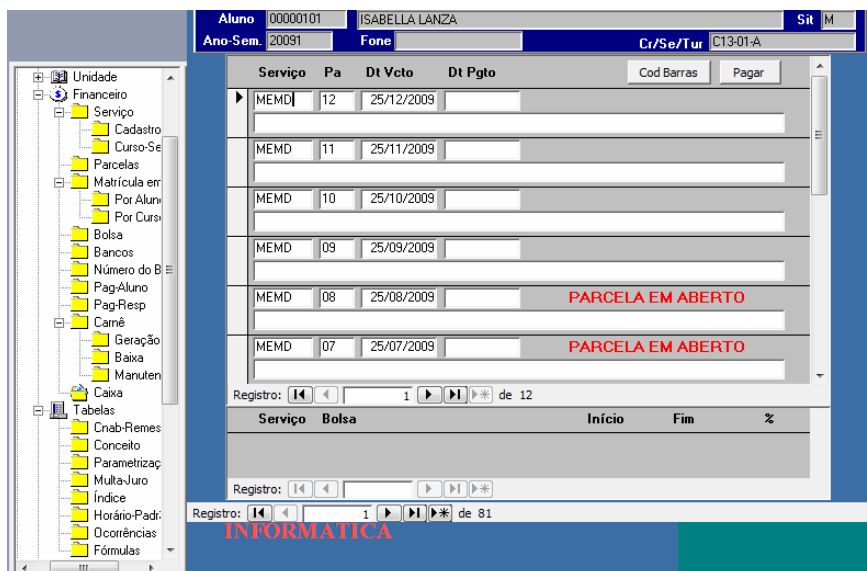 Aluno 00000101 ISABELLA LANZA Sit M
Ano-Sem. 20091 Fone Cr/Se/Tur C13-01-A
Unidade
Financeiro
Serviço
Cadastro
Curso-Se
Parcelas
Matrícula em
Por Alun
Por Curs
Bolsa
Bancos
Número do B
Pag-Aluno
Pag-Resp
Carnê
Geração
Baixa
Manuten
Caixa
Tabelas
Cnab-Remes
Conceito
Parametrizaç
Multa-Juro
Índice
Horário-Padr
Ocorrências
Fórmulas
Serviço Pa Dt Vcto Dt Pgto Cod Barras Pagar
MEMD 12 25/12/2009
MEMD 11 25/11/2009
MEMD 10 25/10/2009
MEMD 09 25/09/2009
MEMD 08 25/08/2009 PARCELA EM ABERTO
MEMD 07 25/07/2009 PARCELA EM ABERTO
Registro: 1 de 12
Serviço Bolsa Início Fim %
Registro:
Registro: 1 de 81
INFORMATICA